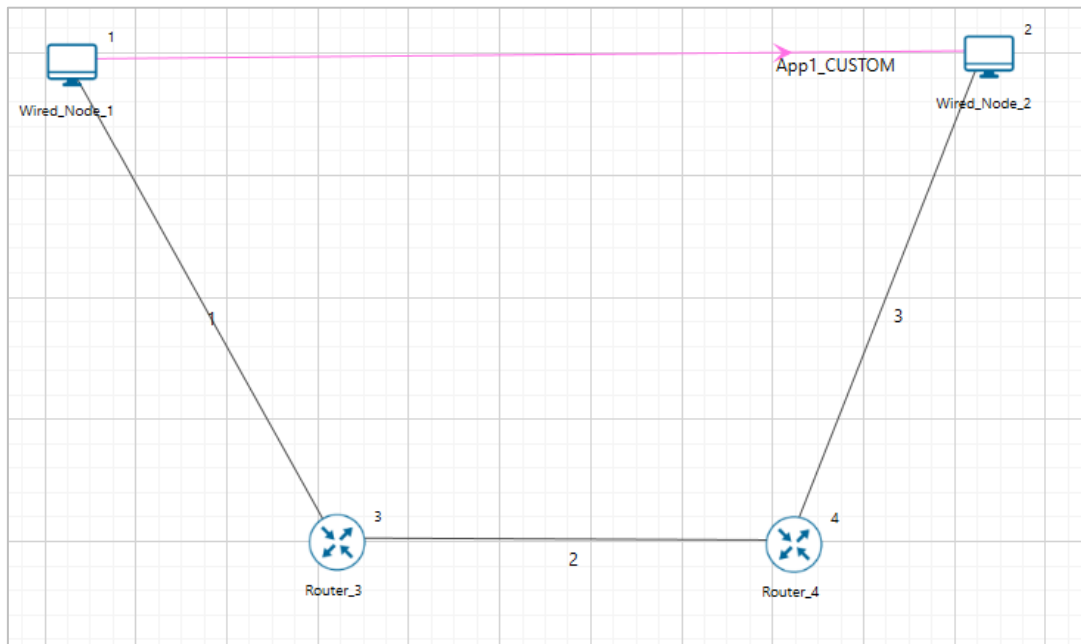 1
2
App1_CUSTOM
Wired_Node_1
Wired_Node_2
1
3
3
4
2
Router_3
Router_4